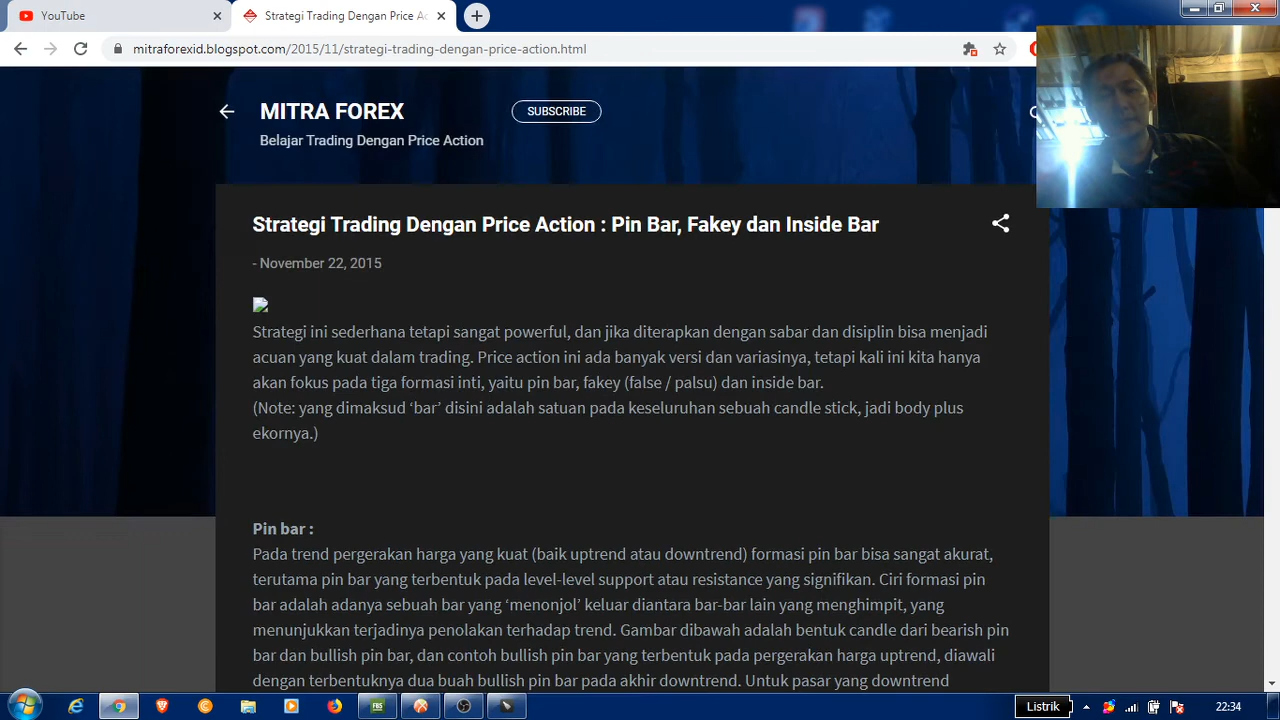 YouTube
Strategi Trading Dengan Price Ac
mitraforexid.blogspot.com/2015/11/strategi-trading-dengan-price-action.html
MITRA FOREX
SUBSCRIBE
Belajar Trading Dengan Price Action
Strategi Trading Dengan Price Action : Pin Bar, Fakey dan Inside Bar
- November 22, 2015
Strategi ini sederhana tetapi sangat powerful, dan jika diterapkan dengan sabar dan disiplin bisa menjadi
acuan yang kuat dalam trading. Price action ini ada banyak versi dan variasinya, tetapi kali ini kita hanya
akan fokus pada tiga formasi inti, yaitu pin bar, fakey (false / palsu) dan inside bar.
(Note: yang dimaksud ‘bar’ disini adalah satuan pada keseluruhan sebuah candle stick, jadi body plus
ekornya.)
Pin bar :
Pada trend pergerakan harga yang kuat (baik uptrend atau downtrend) formasi pin bar bisa sangat akurat,
terutama pin bar yang terbentuk pada level-level support atau resistance yang signifikan. Ciri formasi pin
bar adalah adanya sebuah bar yang ‘menonjol’ keluar diantara bar-bar lain yang menghimpit, yang
menunjukkan terjadinya penolakan terhadap trend. Gambar dibawah adalah bentuk candle dari bearish pin
bar dan bullish pin bar, dan contoh bullish pin bar yang terbentuk pada pergerakan harga uptrend, diawali
dengan terbentuknya dua buah bullish pin bar pada akhir downtrend. Untuk pasar yang downtrend
FBS
Listrik
22:34